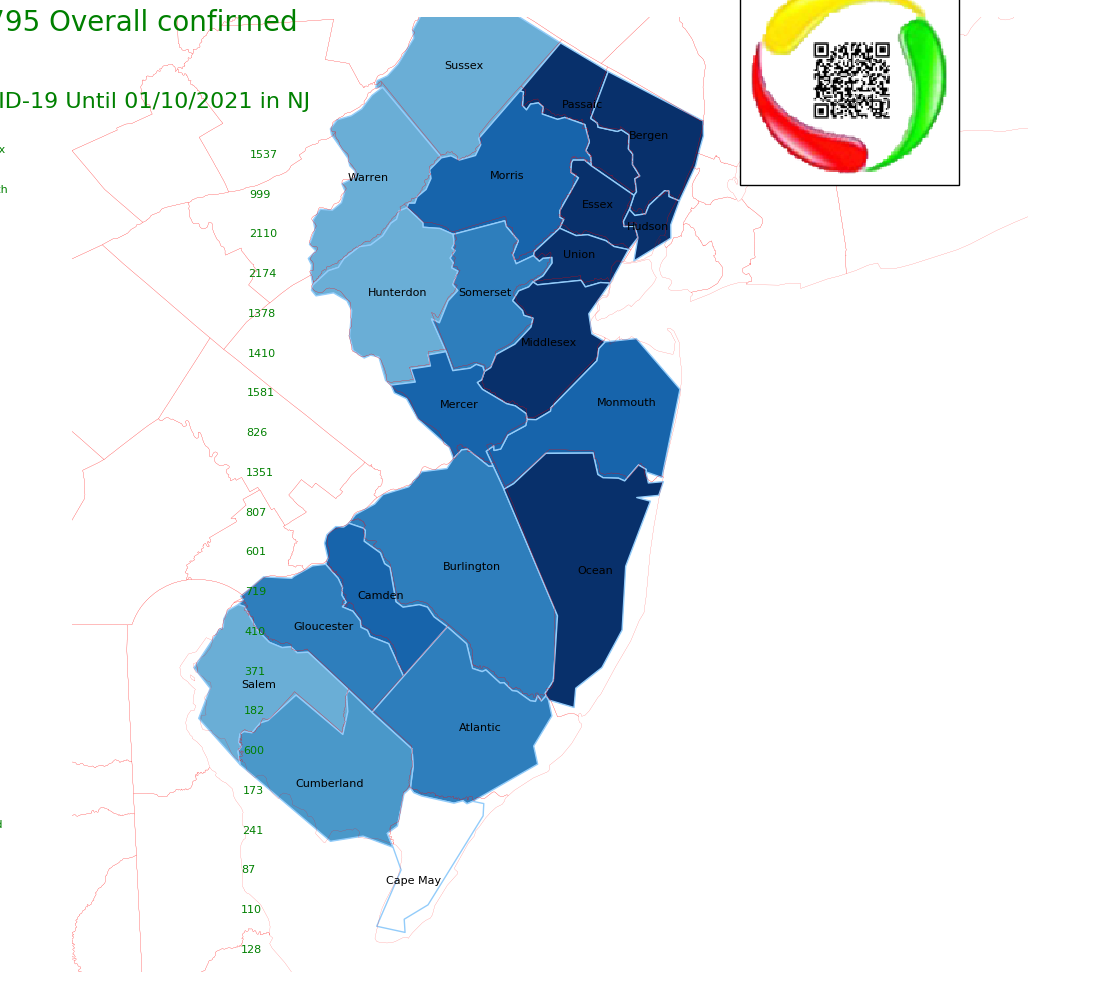 795 Overall confirmed
ID-19 Until 01/10/2021 in NJ
x
1537
th
999
2110
2174
1378
1410
1581
826
1351
807
601
719
410
371
182
600
173
d
241
87
110
128
Sussex
Passaic
Bergen
Warren
Morris
Essex
Hudson
Union
Hunterdon
Somerset
Middlesex
Mercer
Monmouth
Burlington
Ocean
Camden
Gloucester
Salem
Atlantic
Cumberland
Cape May